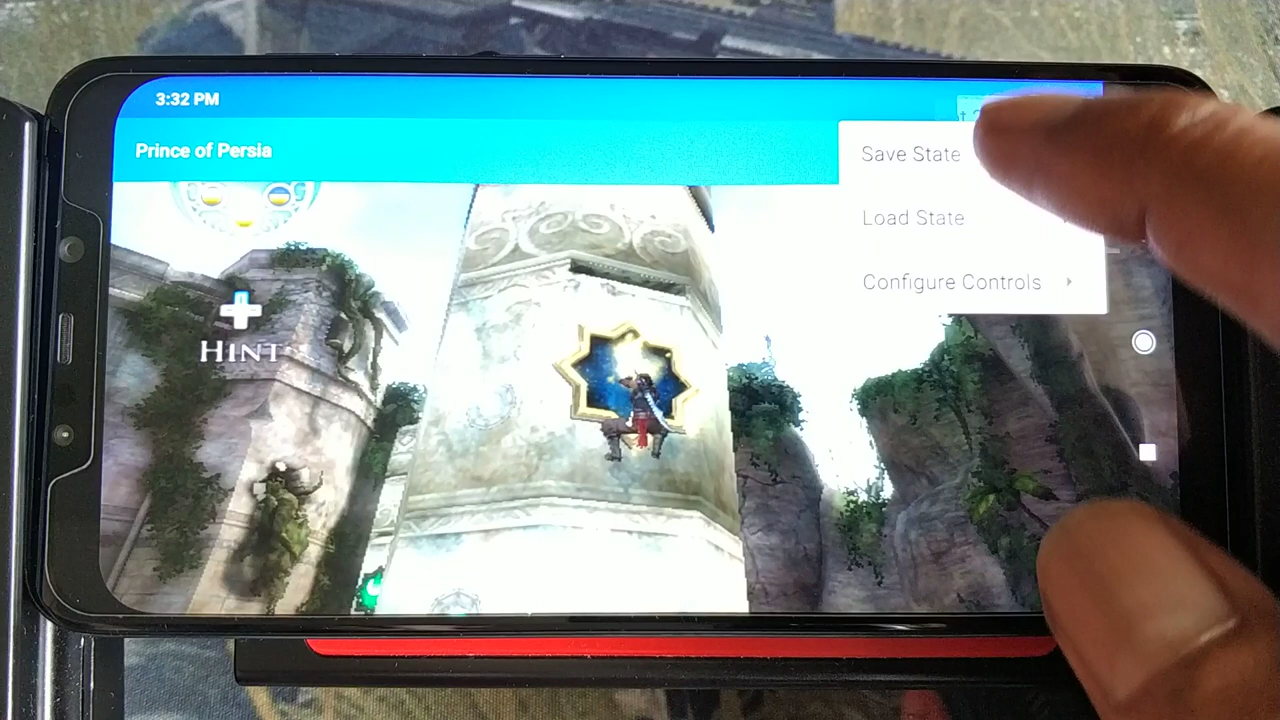 3:32 PM
Prince of Persia
Save State
Load State
Configure Controls
HINT